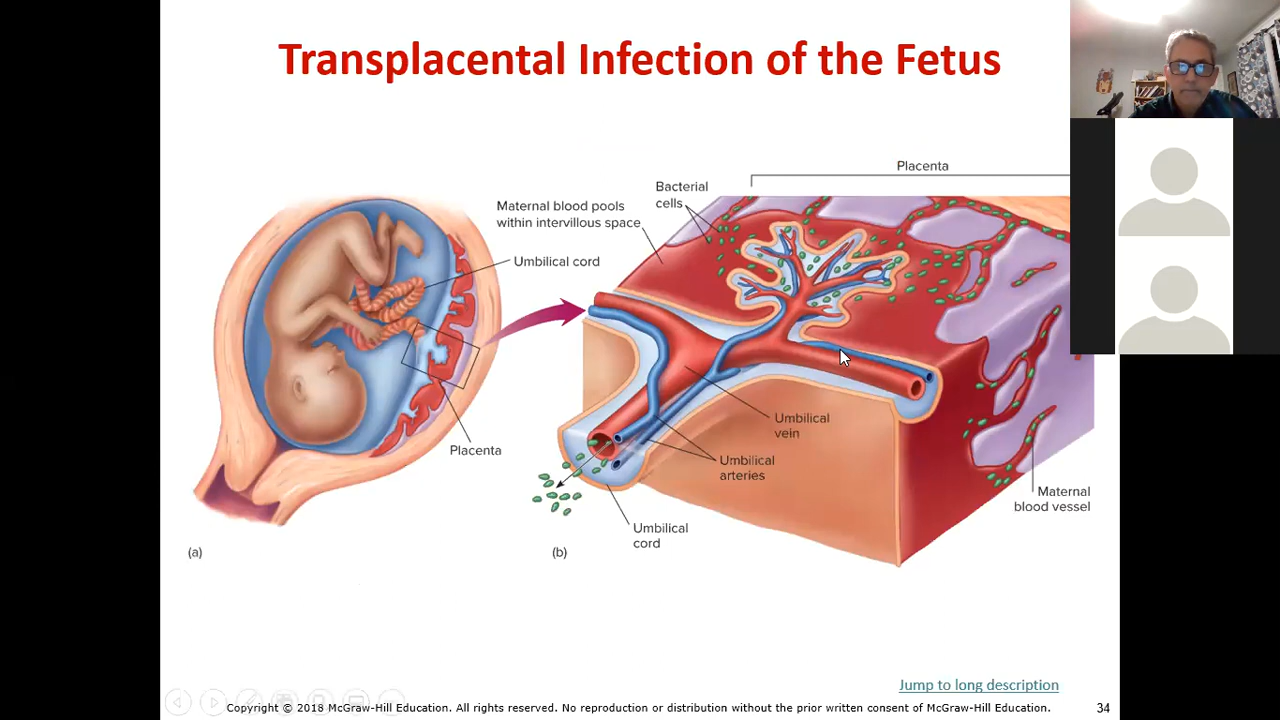 Transplacental Infection of the Fetus
Placenta
Bacterial
cells
Maternal blood pools
within intervillous space
Umbilical cord
Umbilical
vein
Placenta
Umbilical
arteries
Maternal
blood vessel
Umbilical
cord
(a)
(b)
Jump to long description
Copyright © 2018 McGraw-Hill Education. All rights reserved. No reproduction or distribution without the prior written consent of McGraw-Hill Education.
34